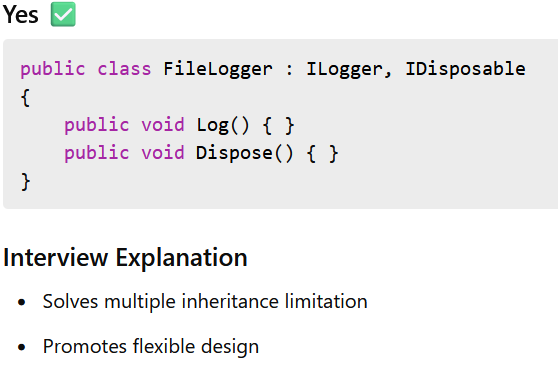 Yes ✅
public class FileLogger : ILogger, IDisposable
{
    public void Log() { }
    public void Dispose() { }
}
Interview Explanation
• Solves multiple inheritance limitation
• Promotes flexible design